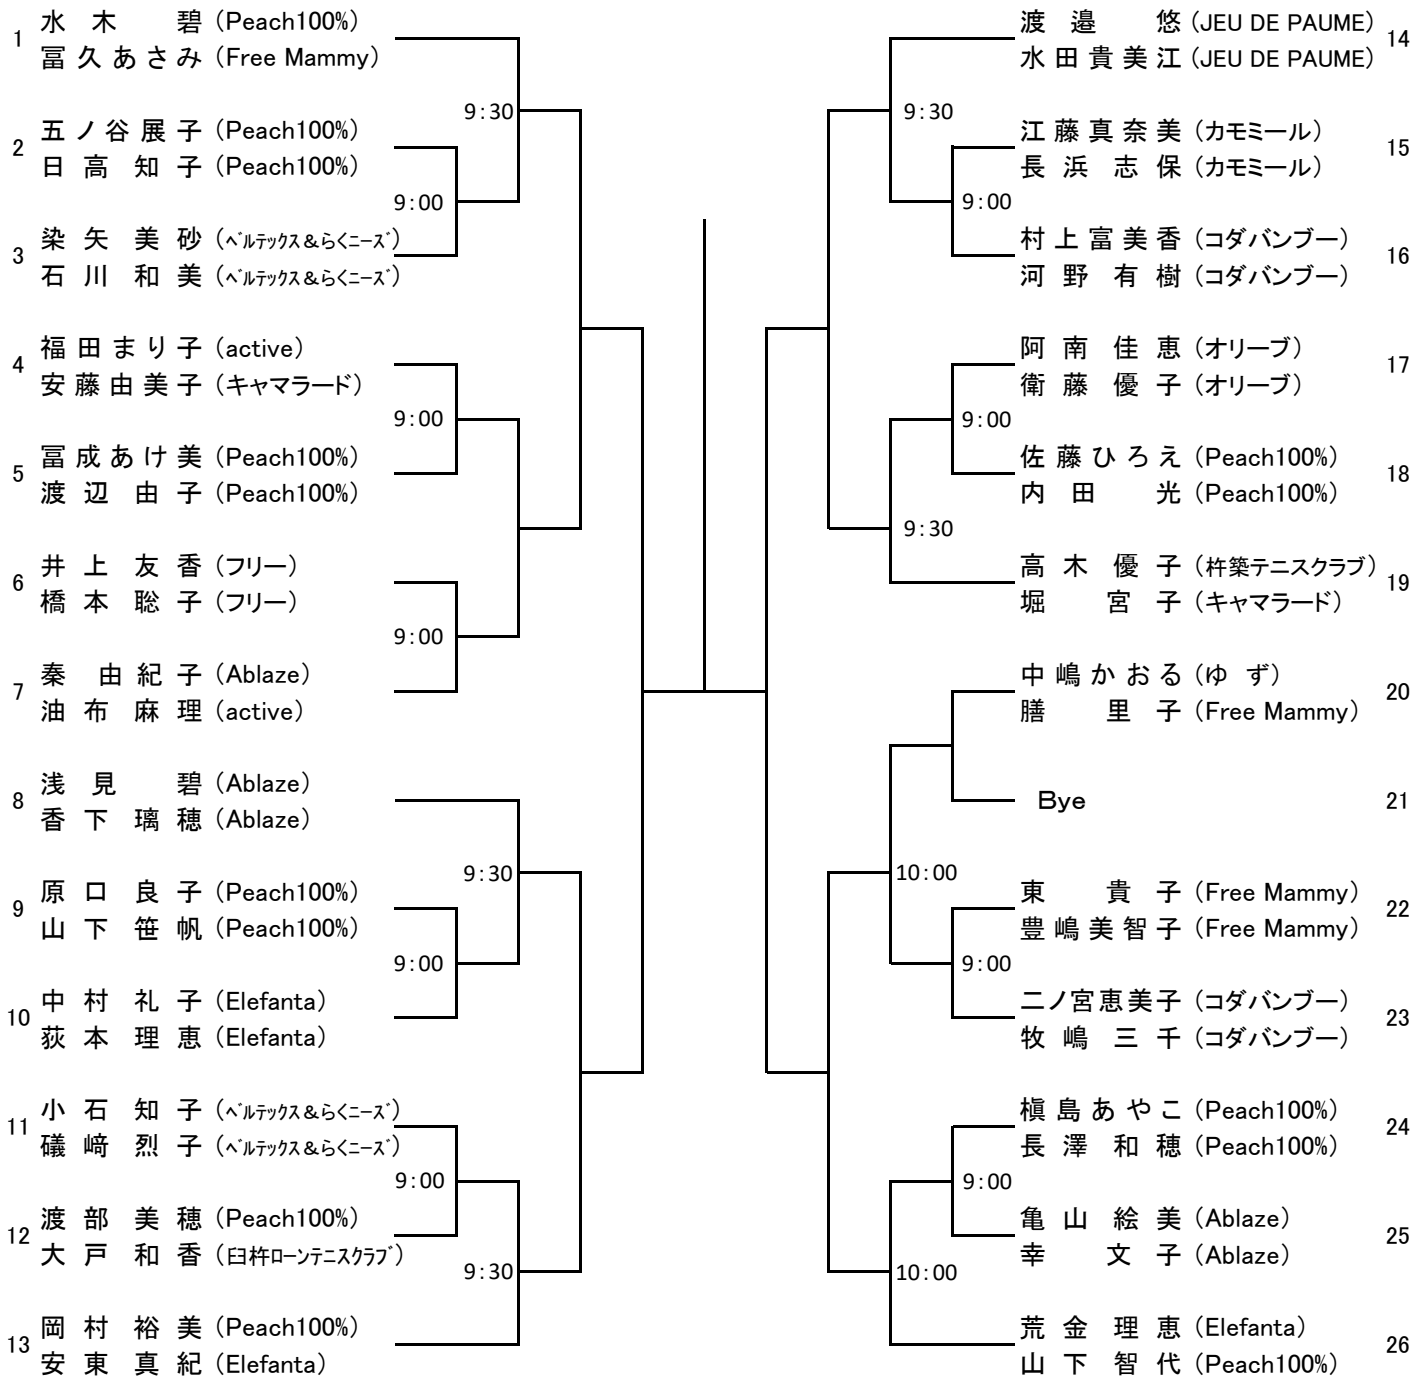 1
水木 碧 (Peach100%)
冨久あさみ (Free Mammy)
9:30
2
五ノ谷展子 (Peach100%)
日高知子 (Peach100%)
9:00
3
染矢美砂 (ﾍﾞﾙﾃｯｸｽ&らくﾆｰｽﾞ)
石川和美 (ﾍﾞﾙﾃｯｸｽ&らくﾆｰｽﾞ)
4
福田まり子 (active)
安藤由美子 (キャマラード)
9:00
5
冨成あけ美 (Peach100%)
渡辺由子 (Peach100%)
6
井上友香 (フリー)
橋本聡子 (フリー)
9:00
7
秦 由紀子 (Ablaze)
油布麻理 (active)
8
浅見 碧 (Ablaze)
香下璃穂 (Ablaze)
9:30
9
原口良子 (Peach100%)
山下笹帆 (Peach100%)
9:00
10
中村礼子 (Elefanta)
荻本理恵 (Elefanta)
11
小石知子 (ﾍﾞﾙﾃｯｸｽ&らくﾆｰｽﾞ)
礒﨑烈子 (ﾍﾞﾙﾃｯｸｽ&らくﾆｰｽﾞ)
9:00
12
渡部美穂 (Peach100%)
大戸和香 (臼杵ﾛｰﾝﾃﾆｽｸﾗﾌﾞ)
9:30
13
岡村裕美 (Peach100%)
安東真紀 (Elefanta)
渡邉 悠 (JEU DE PAUME)
水田貴美江 (JEU DE PAUME)
14
9:30
江藤真奈美 (カモミール)
長浜志保 (カモミール)
15
9:00
村上富美香 (コダバンブー)
河野有樹 (コダバンブー)
16
阿南佳恵 (オリーブ)
衛藤優子 (オリーブ)
17
9:00
佐藤ひろえ (Peach100%)
内田 光 (Peach100%)
18
9:30
高木優子 (杵築テニスクラブ)
堀 宮子 (キャマラード)
19
中嶋かおる (ゆ ず)
膳 里子 (Free Mammy)
20
Bye
21
10:00
東 貴子 (Free Mammy)
豊嶋美智子 (Free Mammy)
22
9:00
二ノ宮恵美子 (コダバンブー)
牧嶋三千 (コダバンブー)
23
槇島あやこ (Peach100%)
長澤和穂 (Peach100%)
24
9:00
亀山絵美 (Ablaze)
幸 文子 (Ablaze)
25
10:00
荒金理恵 (Elefanta)
山下智代 (Peach100%)
26